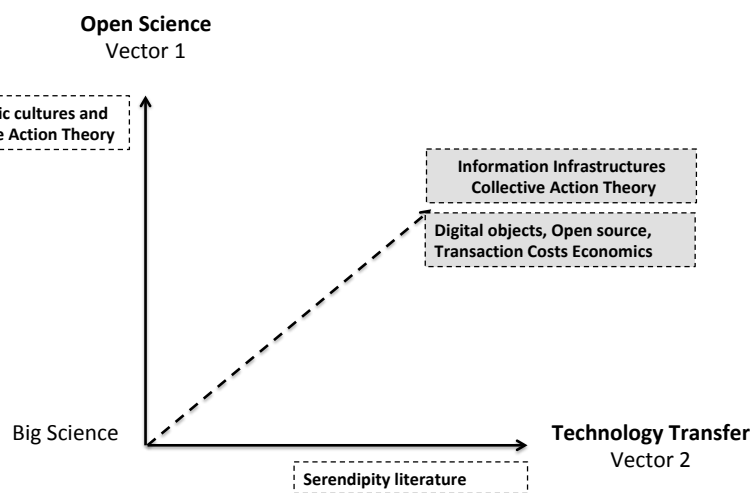 Open Science
Vector 1
cultures and
Action Theory
Information Infrastructures
Collective Action Theory
Digital objects, Open source,
Transaction Costs Economics
Big Science
Technology Transfer
Vector 2
Serendipity literature